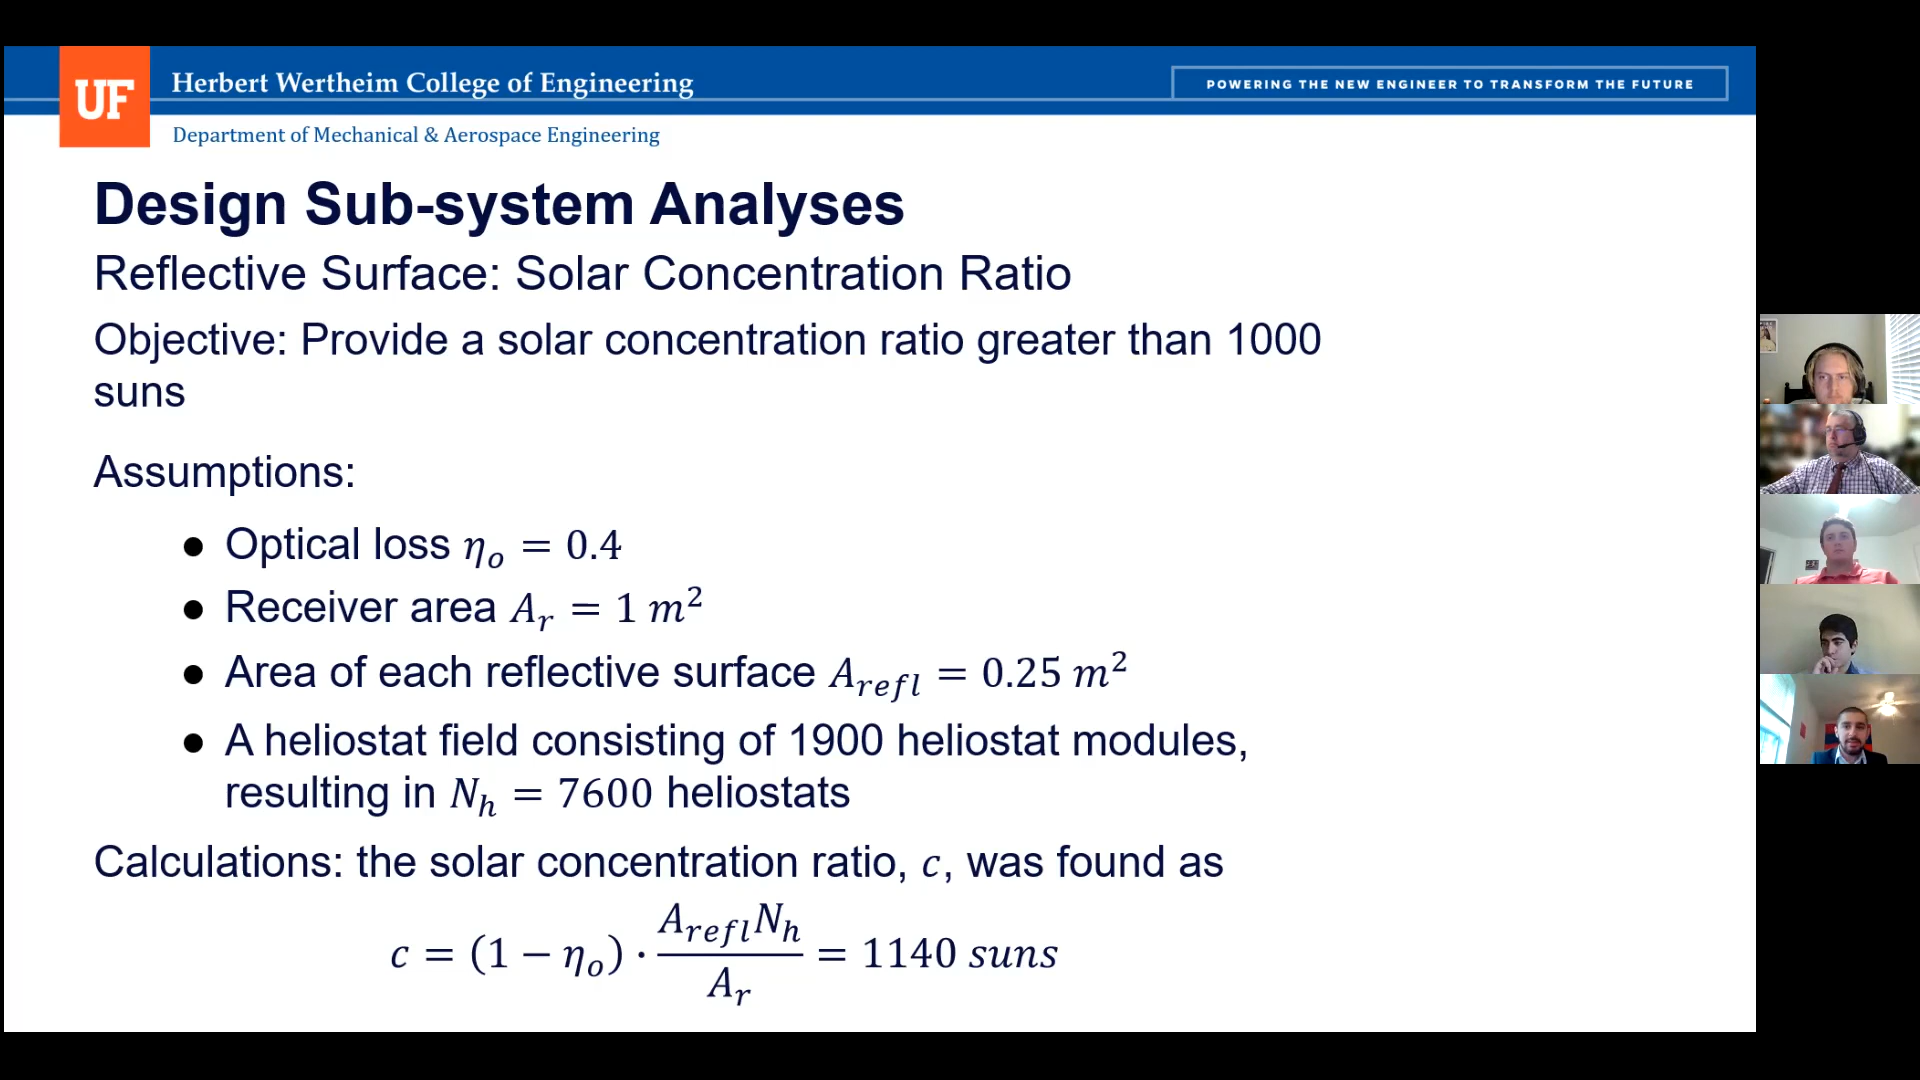 UF
Herbert Wertheim College of Engineering
POWERING THE NEW ENGINEER TO TRANSFORM THE FUTURE
Department of Mechanical & Aerospace Engineering
Design Sub-system Analyses
Reflective Surface: Solar Concentration Ratio
Objective: Provide a solar concentration ratio greater than 1000
suns
Assumptions:
● Optical loss ηₒ = 0.4
● Receiver area Aᵣ = 1 m²
● Area of each reflective surface A_refl = 0.25 m²
● A heliostat field consisting of 1900 heliostat modules,
resulting in N_h = 7600 heliostats
Calculations: the solar concentration ratio, c, was found as
c = (1 − ηₒ) · A_refl N_h / Aᵣ = 1140 suns